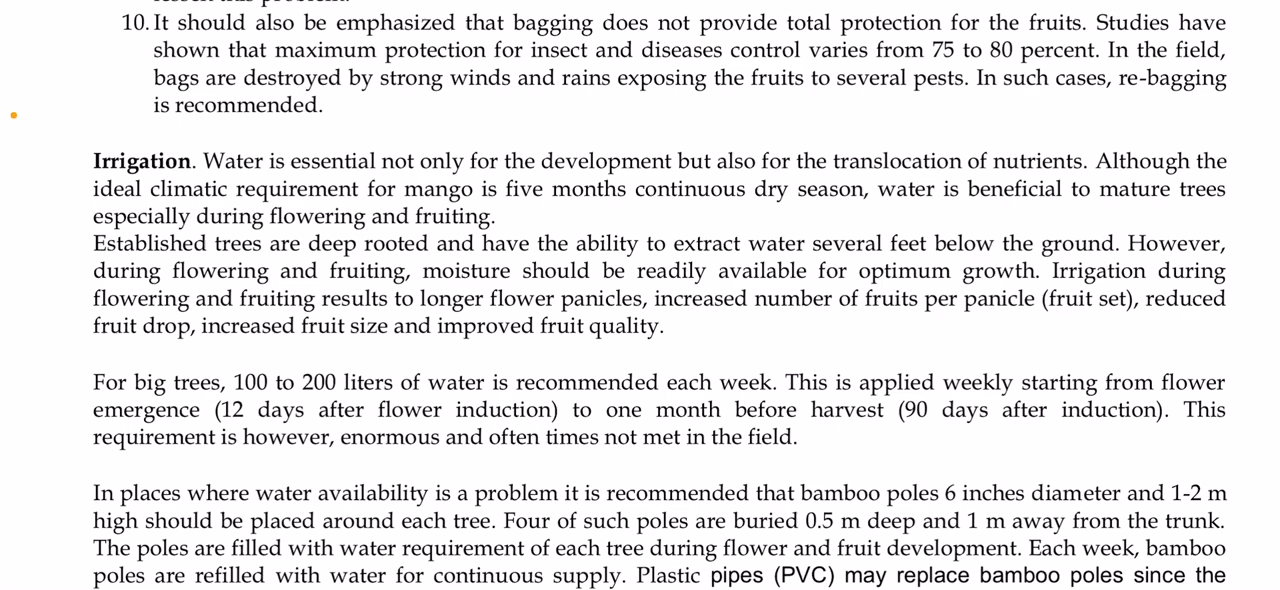 10. It should also be emphasized that bagging does not provide total protection for the fruits. Studies have
shown that maximum protection for insect and diseases control varies from 75 to 80 percent. In the field,
bags are destroyed by strong winds and rains exposing the fruits to several pests. In such cases, re-bagging
is recommended.
Irrigation. Water is essential not only for the development but also for the translocation of nutrients. Although the
ideal climatic requirement for mango is five months continuous dry season, water is beneficial to mature trees
especially during flowering and fruiting.
Established trees are deep rooted and have the ability to extract water several feet below the ground. However,
during flowering and fruiting, moisture should be readily available for optimum growth. Irrigation during
flowering and fruiting results to longer flower panicles, increased number of fruits per panicle (fruit set), reduced
fruit drop, increased fruit size and improved fruit quality.
For big trees, 100 to 200 liters of water is recommended each week. This is applied weekly starting from flower
emergence (12 days after flower induction) to one month before harvest (90 days after induction). This
requirement is however, enormous and often times not met in the field.
In places where water availability is a problem it is recommended that bamboo poles 6 inches diameter and 1-2 m
high should be placed around each tree. Four of such poles are buried 0.5 m deep and 1 m away from the trunk.
The poles are filled with water requirement of each tree during flower and fruit development. Each week, bamboo
poles are refilled with water for continuous supply. Plastic pipes (PVC) may replace bamboo poles since the